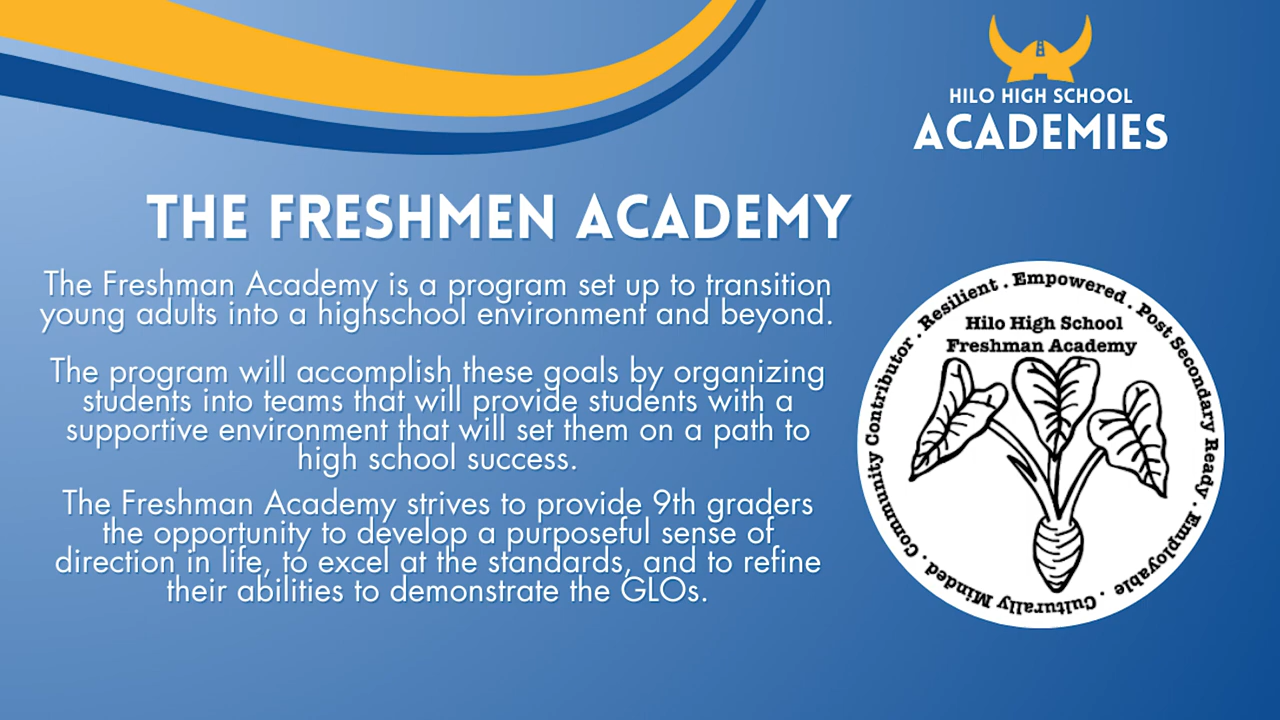 HILO HIGH SCHOOL
ACADEMIES
THE FRESHMEN ACADEMY
The Freshman Academy is a program set up to transition
young adults into a highschool environment and beyond.
The program will accomplish these goals by organizing
students into teams that will provide students with a
supportive environment that will set them on a path to
high school success.
The Freshman Academy strives to provide 9th graders
the opportunity to develop a purposeful sense of
direction in life, to excel at the standards, and to refine
their abilities to demonstrate the GLOs.
Community Contributor . Resilient . Empowered . Post Secondary Ready . Employable . Culturally Minded .
Hilo High School
Freshman Academy